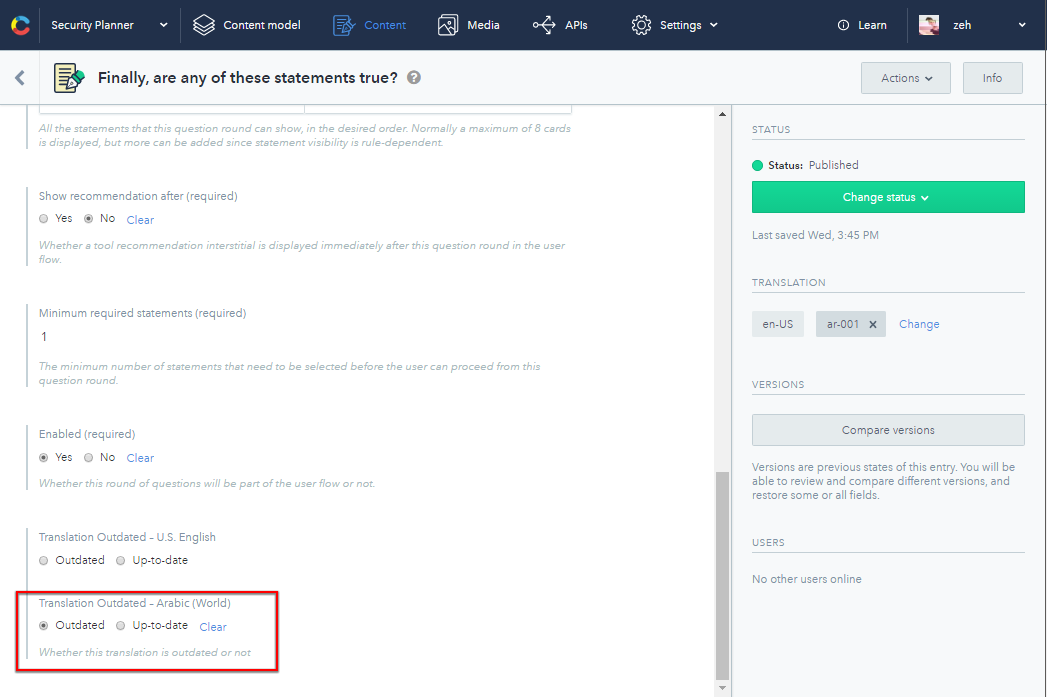 Security Planner
Content model
Content
Media
APIs
Settings
Learn
zeh
Finally, are any of these statements true?
?
Actions
Info
All the statements that this question round can show, in the desired order. Normally a maximum of 8 cards
is displayed, but more can be added since statement visibility is rule-dependent.
Show recommendation after (required)
Yes No Clear
Whether a tool recommendation interstitial is displayed immediately after this question round in the user
flow.
Minimum required statements (required)
1
The minimum number of statements that need to be selected before the user can proceed from this
question round.
Enabled (required)
Yes No Clear
Whether this round of questions will be part of the user flow or not.
Translation Outdated – U.S. English
Outdated Up-to-date
Translation Outdated – Arabic (World)
Outdated Up-to-date Clear
Whether this translation is outdated or not
STATUS
Status: Published
Change status
Last saved Wed, 3:45 PM
TRANSLATION
en-US ar-001 x Change
VERSIONS
Compare versions
Versions are previous states of this entry. You will be
able to review and compare different versions, and
restore some or all fields.
USERS
No other users online